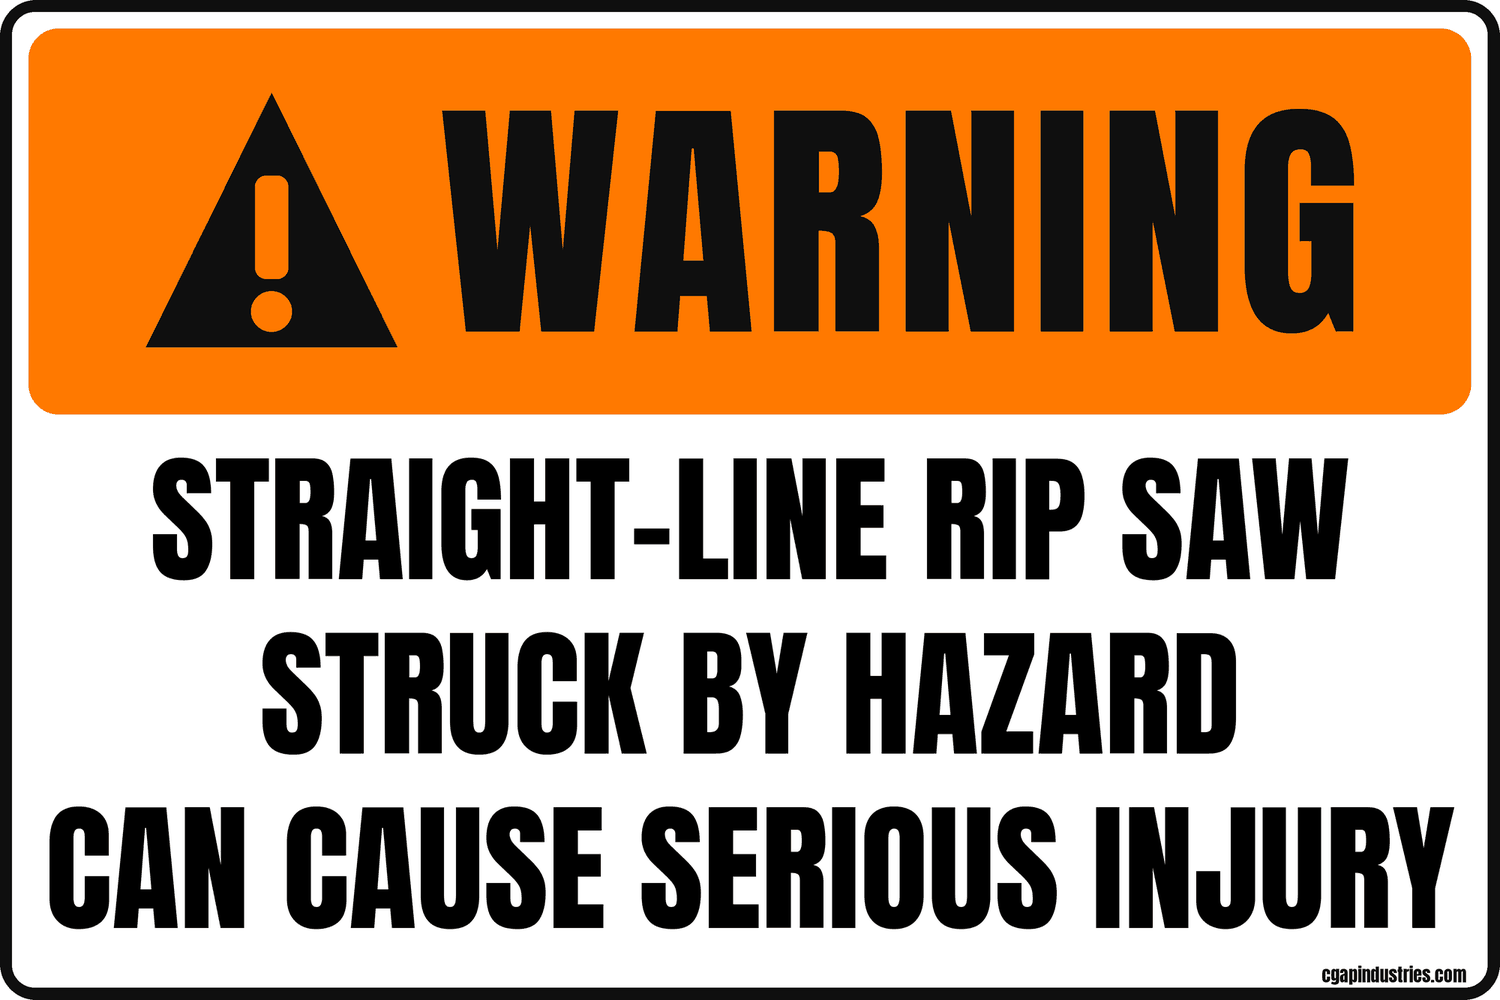 WARNING
STRAIGHT-LINE RIP SAW
STRUCK BY HAZARD
CAN CAUSE SERIOUS INJURY
cgapindustries.com